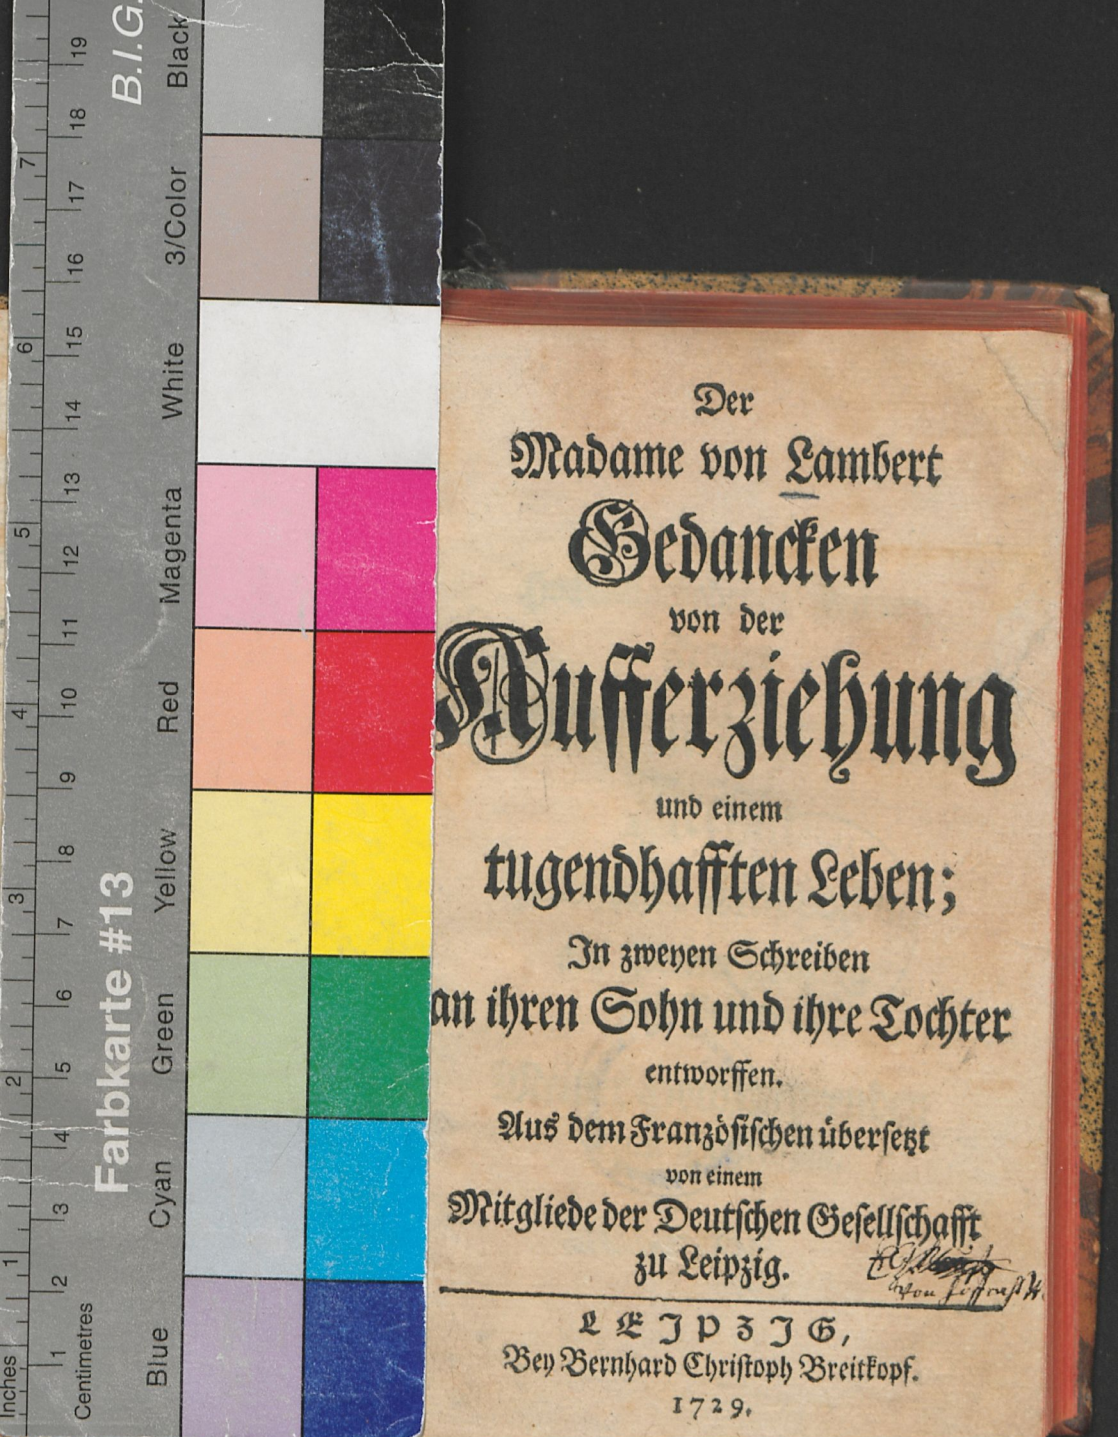 Der
Madame von Lambert
Gedancken
von der
Aufferziehung
und einem
tugendhafften Leben;
In zweyen Schreiben
an ihren Sohn und ihre Tochter
entworffen.
Aus dem Französischen übersetzt
von einem
Mitgliede der Deutschen Gesellschafft
zu Leipzig.
LEIPZIG,
Bey Bernhard Christoph Breitkopf.
1729.
Farbkarte #13
B.I.G.
Blue
Cyan
Green
Yellow
Red
Magenta
White
3/Color
Black
Centimetres
1 2 3 4 5 6 7 8 9 10 11 12 13 14 15 16 17 18 19
Inches
1 2 3 4 5 6 7